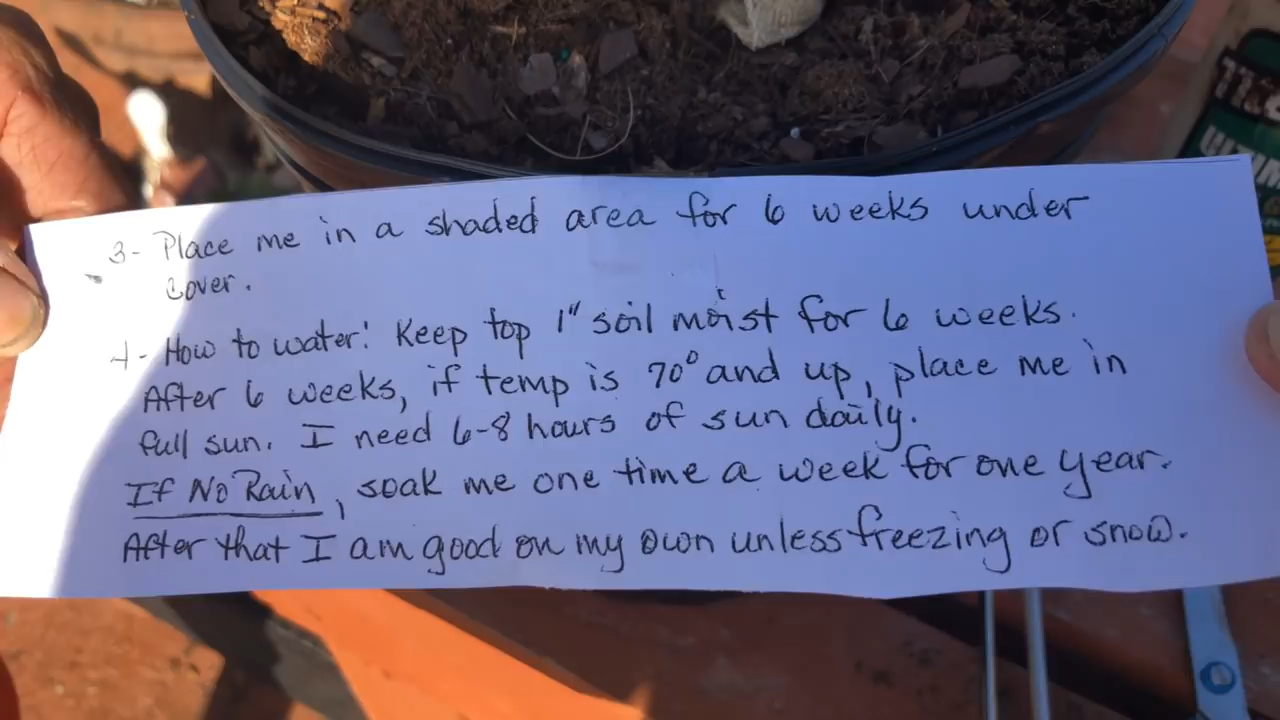 3- Place me in a shaded area for 6 weeks under
cover.
4- How to water: Keep top 1" soil moist for 6 weeks.
After 6 weeks, if temp is 70° and up, place me in
full sun. I need 6-8 hours of sun daily.
If No Rain, soak me one time a week for one year.
After that I am good on my own unless freezing or snow.